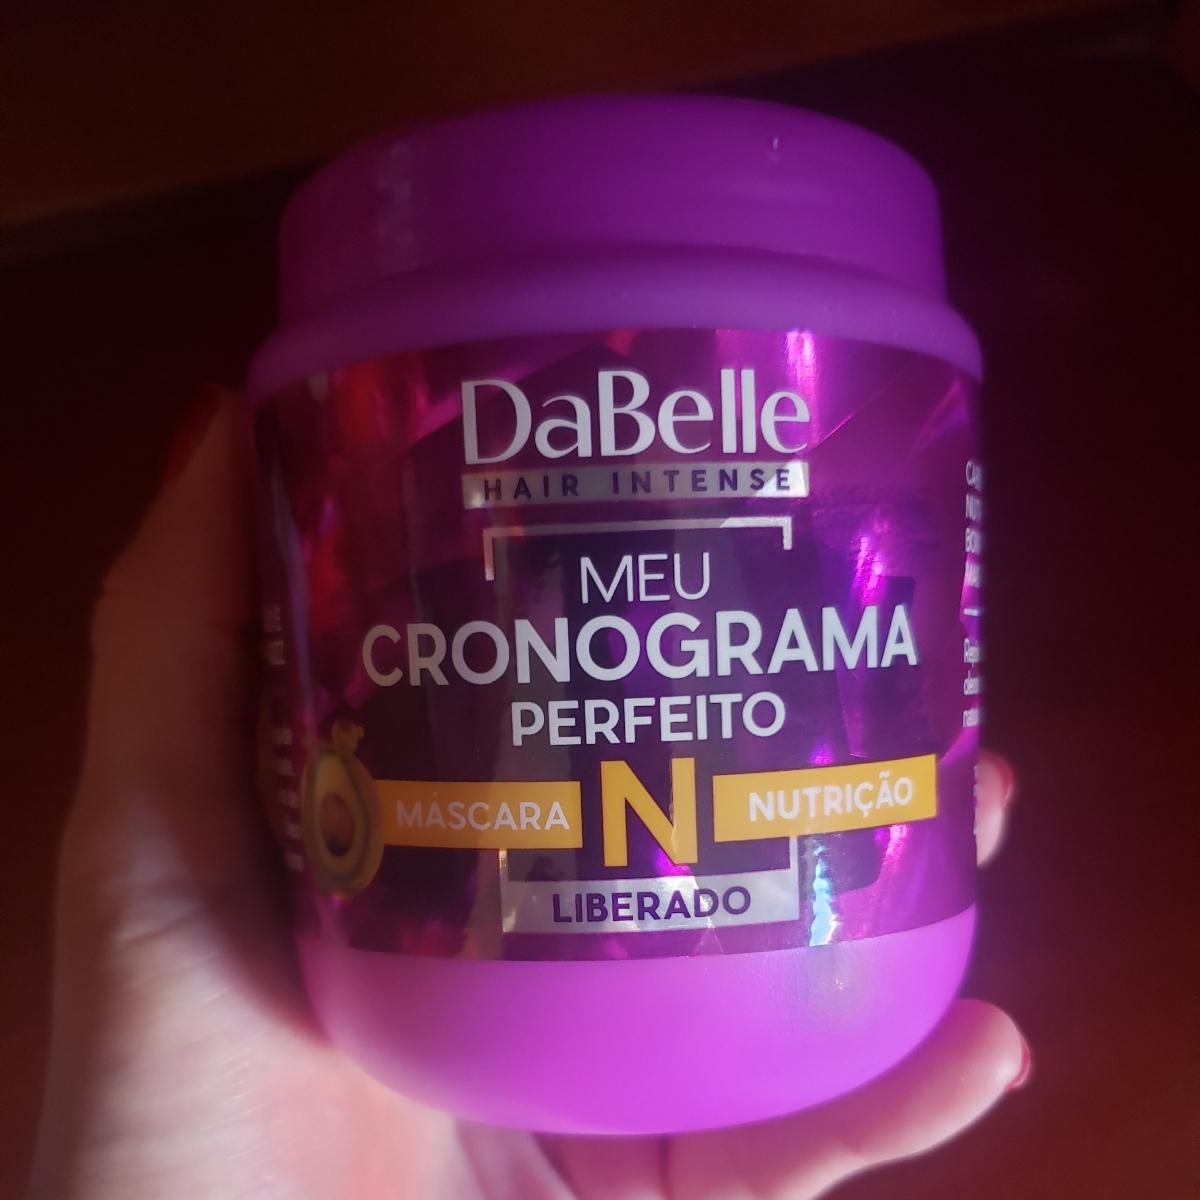 DaBelle
HAIR INTENSE
MEU
CRONOGRAMA
PERFEITO
MÁSCARA N NUTRIÇÃO
LIBERADO